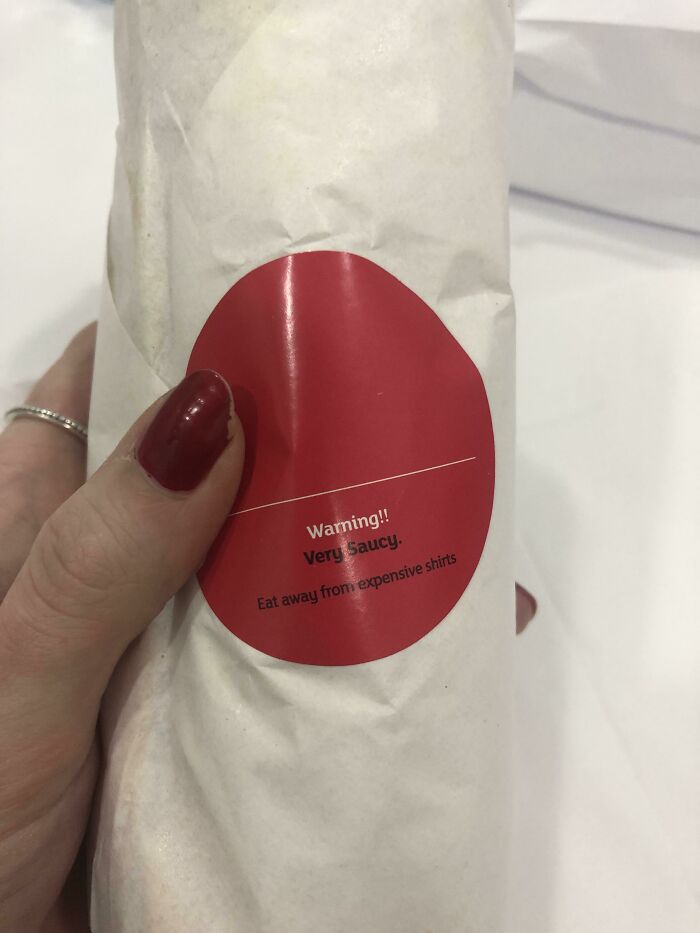 Warning!!
Very Saucy.
Eat away from expensive shirts